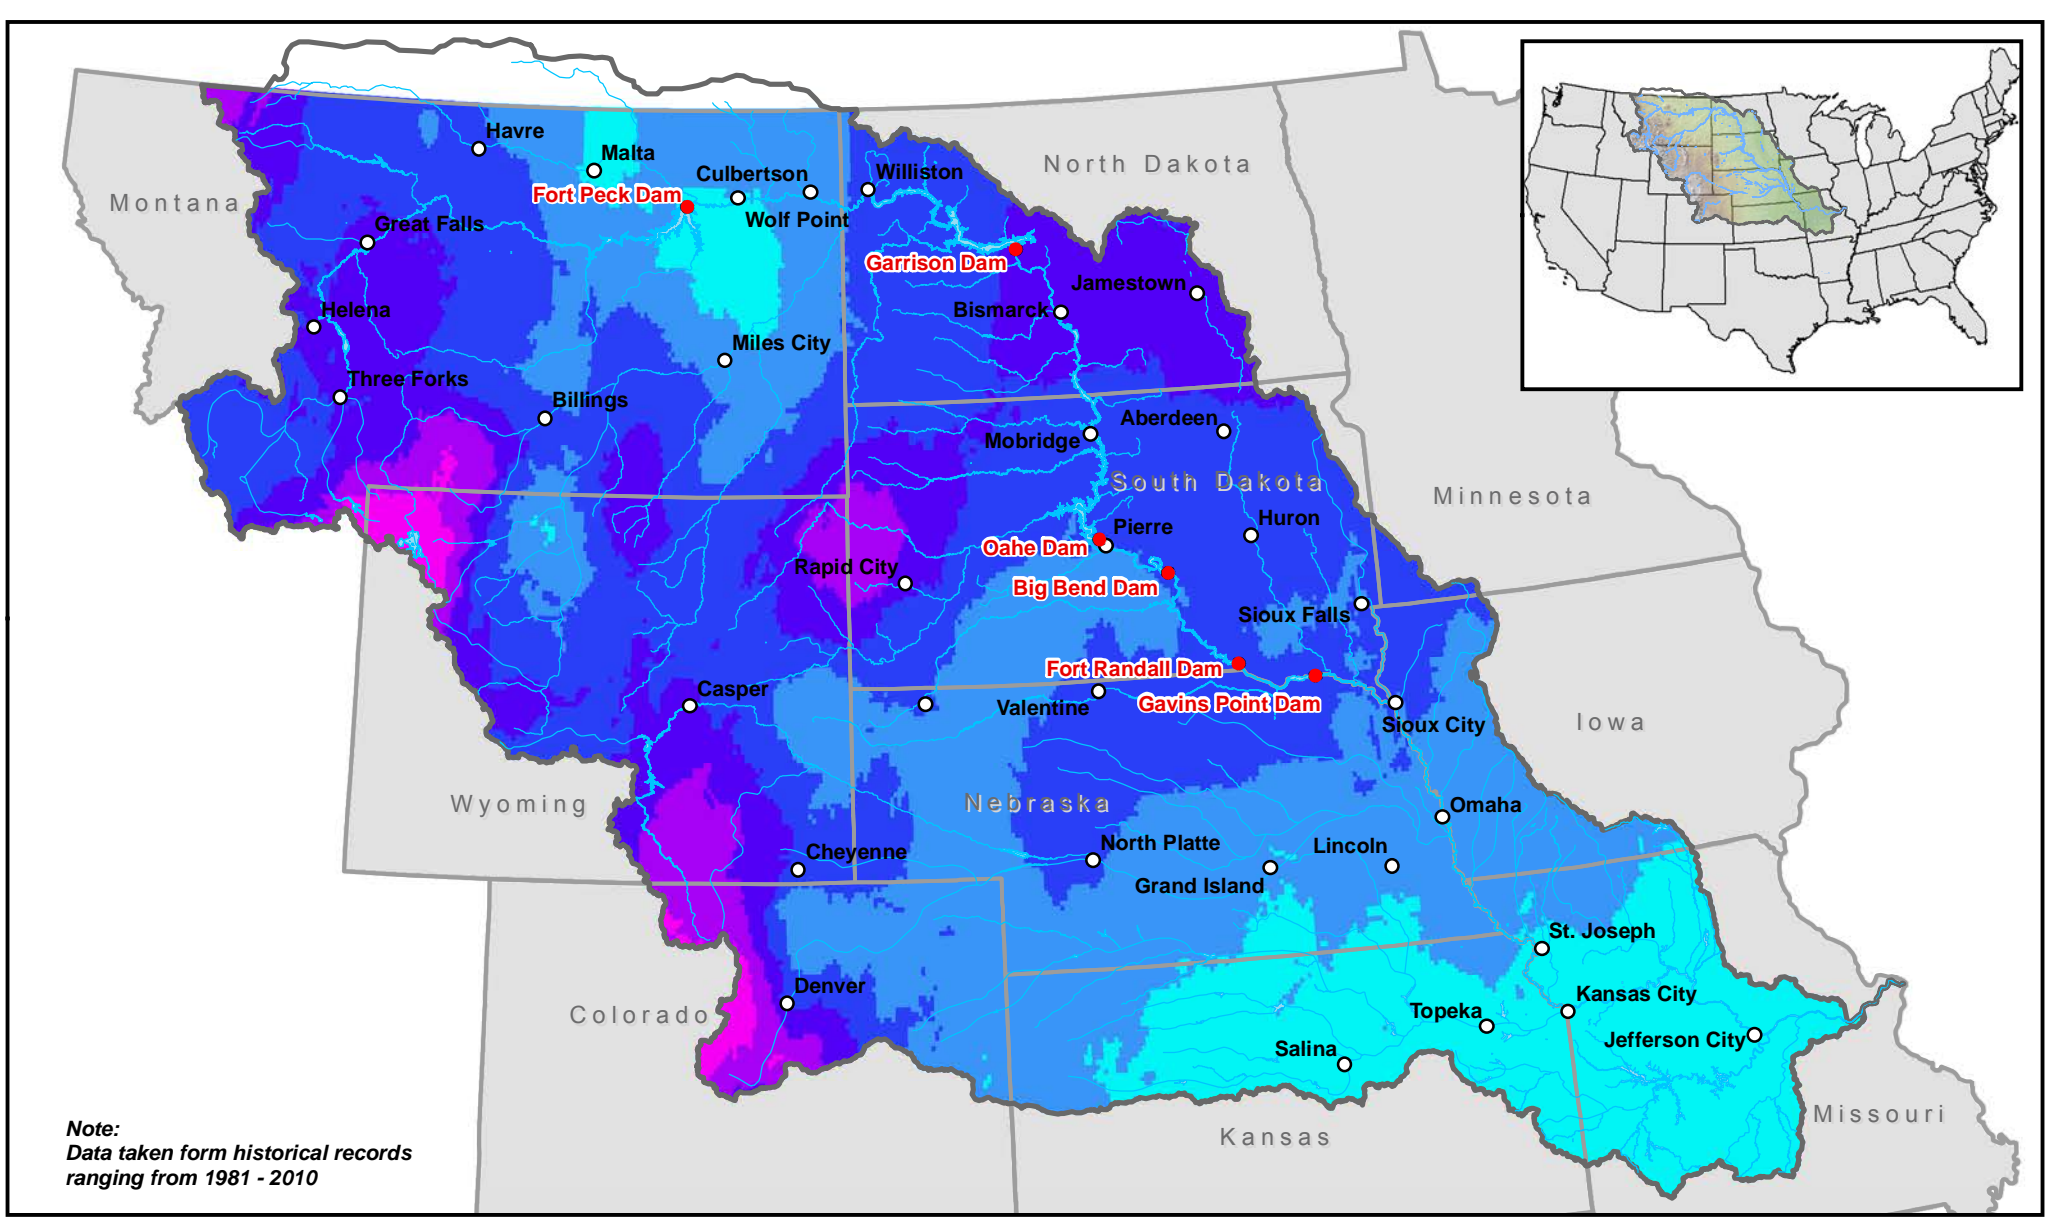 Havre
Malta
North Dakota
Culbertson
Williston
Fort Peck Dam
Montana
Wolf Point
Great Falls
Garrison Dam
Jamestown
Helena
Bismarck
Miles City
Three Forks
Billings
Aberdeen
Mobridge
South Dakota
Minnesota
Huron
Pierre
Oahe Dam
Rapid City
Big Bend Dam
Sioux Falls
Fort Randall Dam
Casper
Valentine
Gavins Point Dam
Sioux City
Iowa
Wyoming
Nebraska
Omaha
North Platte
Lincoln
Cheyenne
Grand Island
St. Joseph
Denver
Kansas City
Colorado
Topeka
Jefferson City
Salina
Missouri
Kansas
Note:
Data taken form historical records
ranging from 1981 - 2010